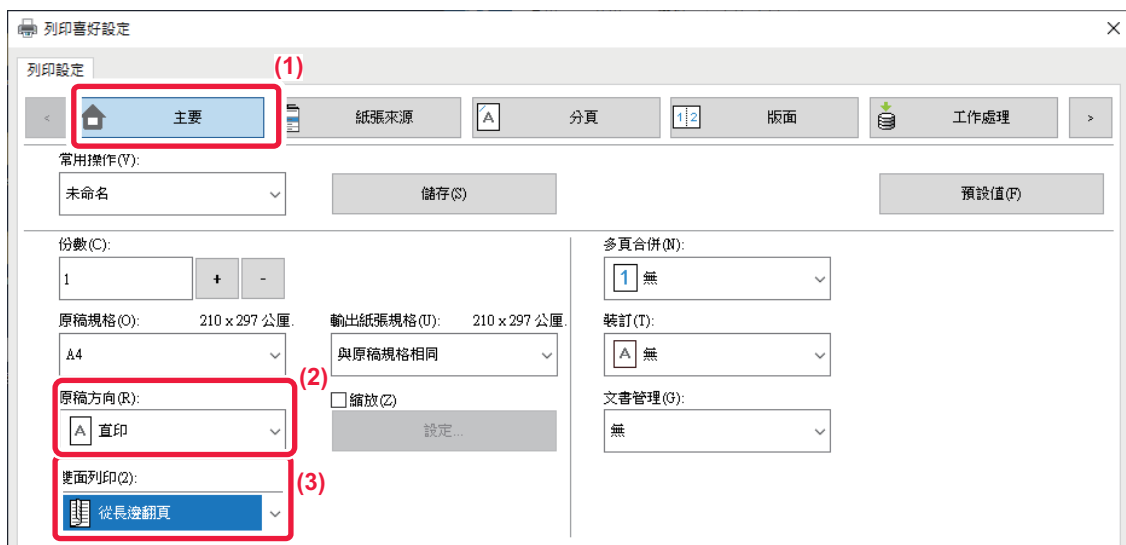 列印喜好設定
列印設定
(1)
< 主要 紙張來源 A 分頁 1 2 版面 工作處理 >
常用操作(V):
未命名 儲存(S) 預設值(F)
份數(C): 多頁合併(N):
1 + - 1 無
原稿規格(O): 210 x 297 公厘. 輸出紙張規格(U): 210 x 297 公厘. 裝訂(T):
A4 與原稿規格相同 A 無
(2)
原稿方向(R): 縮放(Z) 文書管理(G):
A 直印 設定... 無
雙面列印(2): (3)
從長邊翻頁